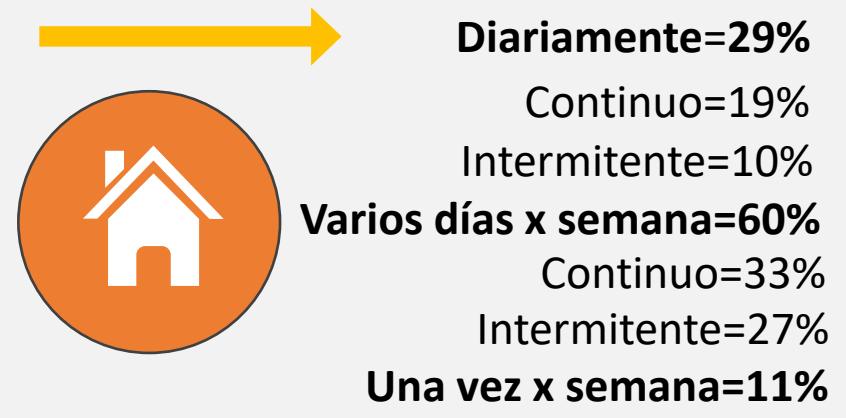 Diariamente=29%
Continuo=19%
Intermitente=10%
Varios días x semana=60%
Continuo=33%
Intermitente=27%
Una vez x semana=11%